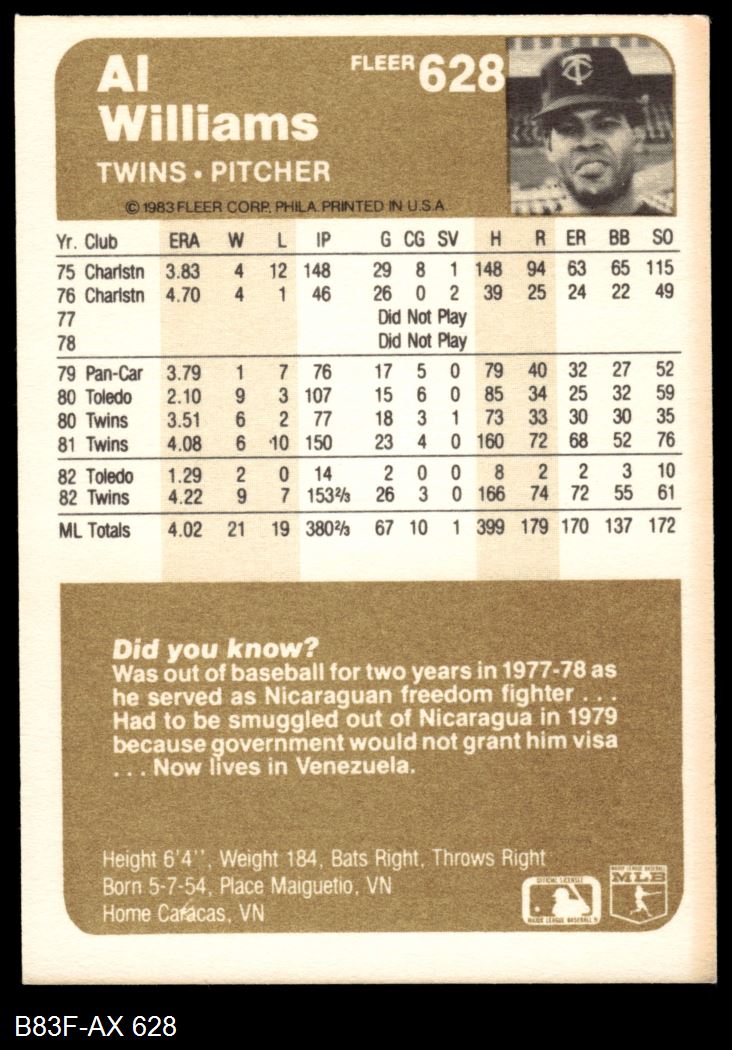 Al
Williams
TWINS • PITCHER
FLEER 628
© 1983 FLEER CORP, PHILA. PRINTED IN U.S.A.
Yr. Club ERA W L IP G CG SV H R ER BB SO
75 Charlstn 3.83 4 12 148 29 8 1 148 94 63 65 115
76 Charlstn 4.70 4 1 46 26 0 2 39 25 24 22 49
77 Did Not Play
78 Did Not Play
79 Pan-Car 3.79 1 7 76 17 5 0 79 40 32 27 52
80 Toledo 2.10 9 3 107 15 6 0 85 34 25 32 59
80 Twins 3.51 6 2 77 18 3 1 73 33 30 30 35
81 Twins 4.08 6 10 150 23 4 0 160 72 68 52 76
82 Toledo 1.29 2 0 14 2 0 0 8 2 2 3 10
82 Twins 4.22 9 7 153⅔ 26 3 0 166 74 72 55 61
ML Totals 4.02 21 19 380⅔ 67 10 1 399 179 170 137 172
Did you know?
Was out of baseball for two years in 1977-78 as
he served as Nicaraguan freedom fighter . . .
Had to be smuggled out of Nicaragua in 1979
because government would not grant him visa
. . . Now lives in Venezuela.
Height 6'4'', Weight 184, Bats Right, Throws Right
Born 5-7-54, Place Maiguetio, VN
Home Caracas, VN
OFFICIAL LICENSEE
MAJOR LEAGUE BASEBALL
MAJOR LEAGUE BASEBALL
MLB
B83F-AX 628